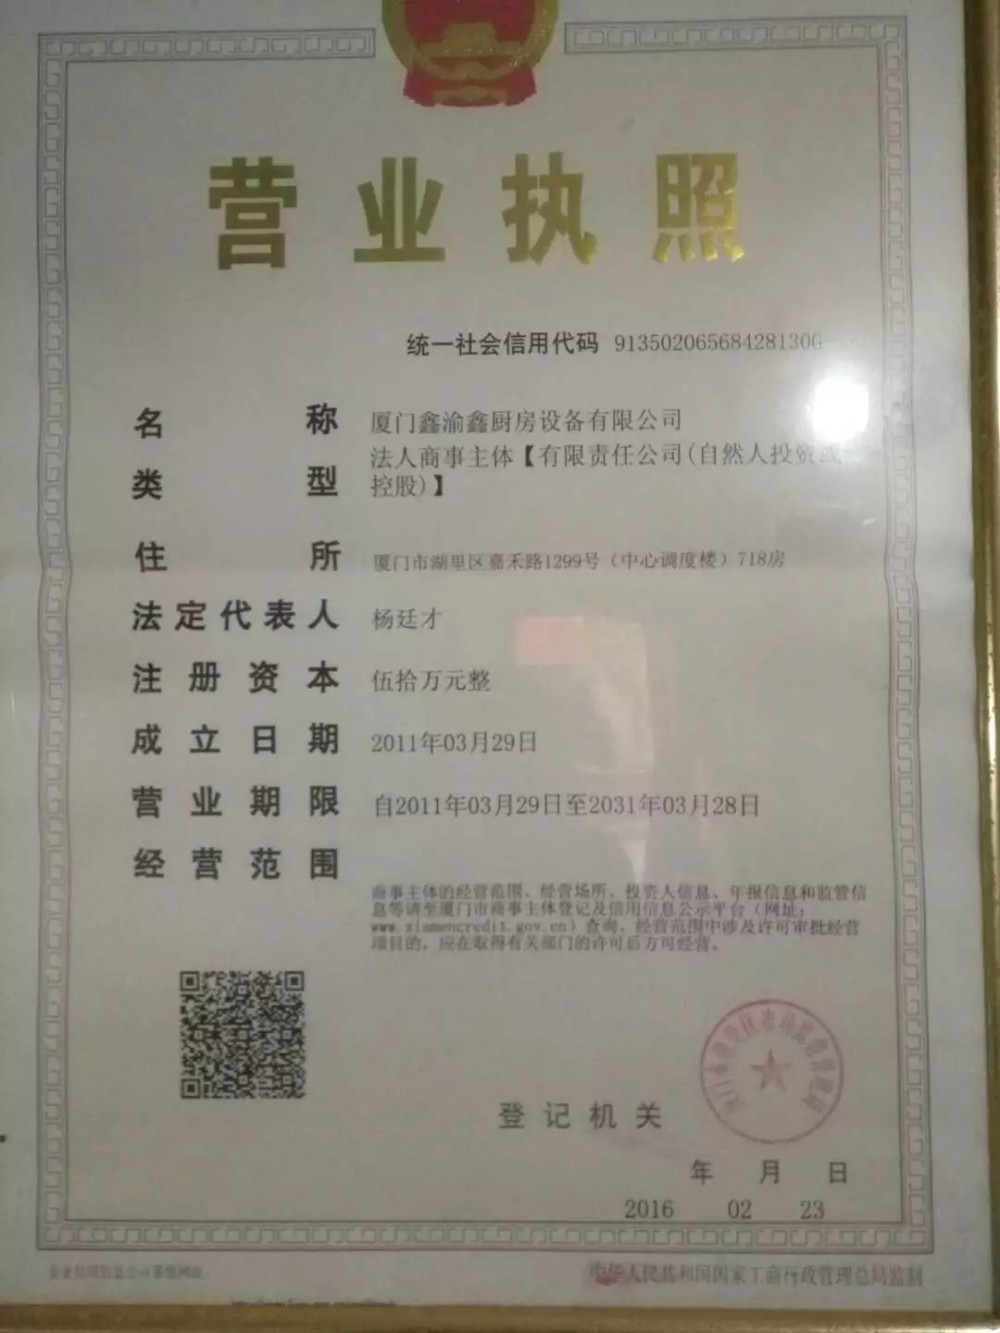 营业执照
统一社会信用代码 91350206568428130G
名称 厦门鑫渝鑫厨房设备有限公司
类型 法人商事主体【有限责任公司(自然人投资或
控股)】
住所 厦门市湖里区嘉禾路1299号（中心调度楼）718房
法定代表人 杨廷才
注册资本 伍拾万元整
成立日期 2011年03月29日
营业期限 自2011年03月29日至2031年03月28日
经营范围
商事主体的经营范围、经营场所、投资人信息、年报信息和监管信
息等请至厦门市商事主体登记及信用信息公示平台（网址：
www.xiamencredit.gov.cn）查询。经营范围中涉及许可审批经营
项目的，应在取得有关部门的许可后方可经营。
登记机关
年 月 日
2016 02 23
中华人民共和国国家工商行政管理总局监制